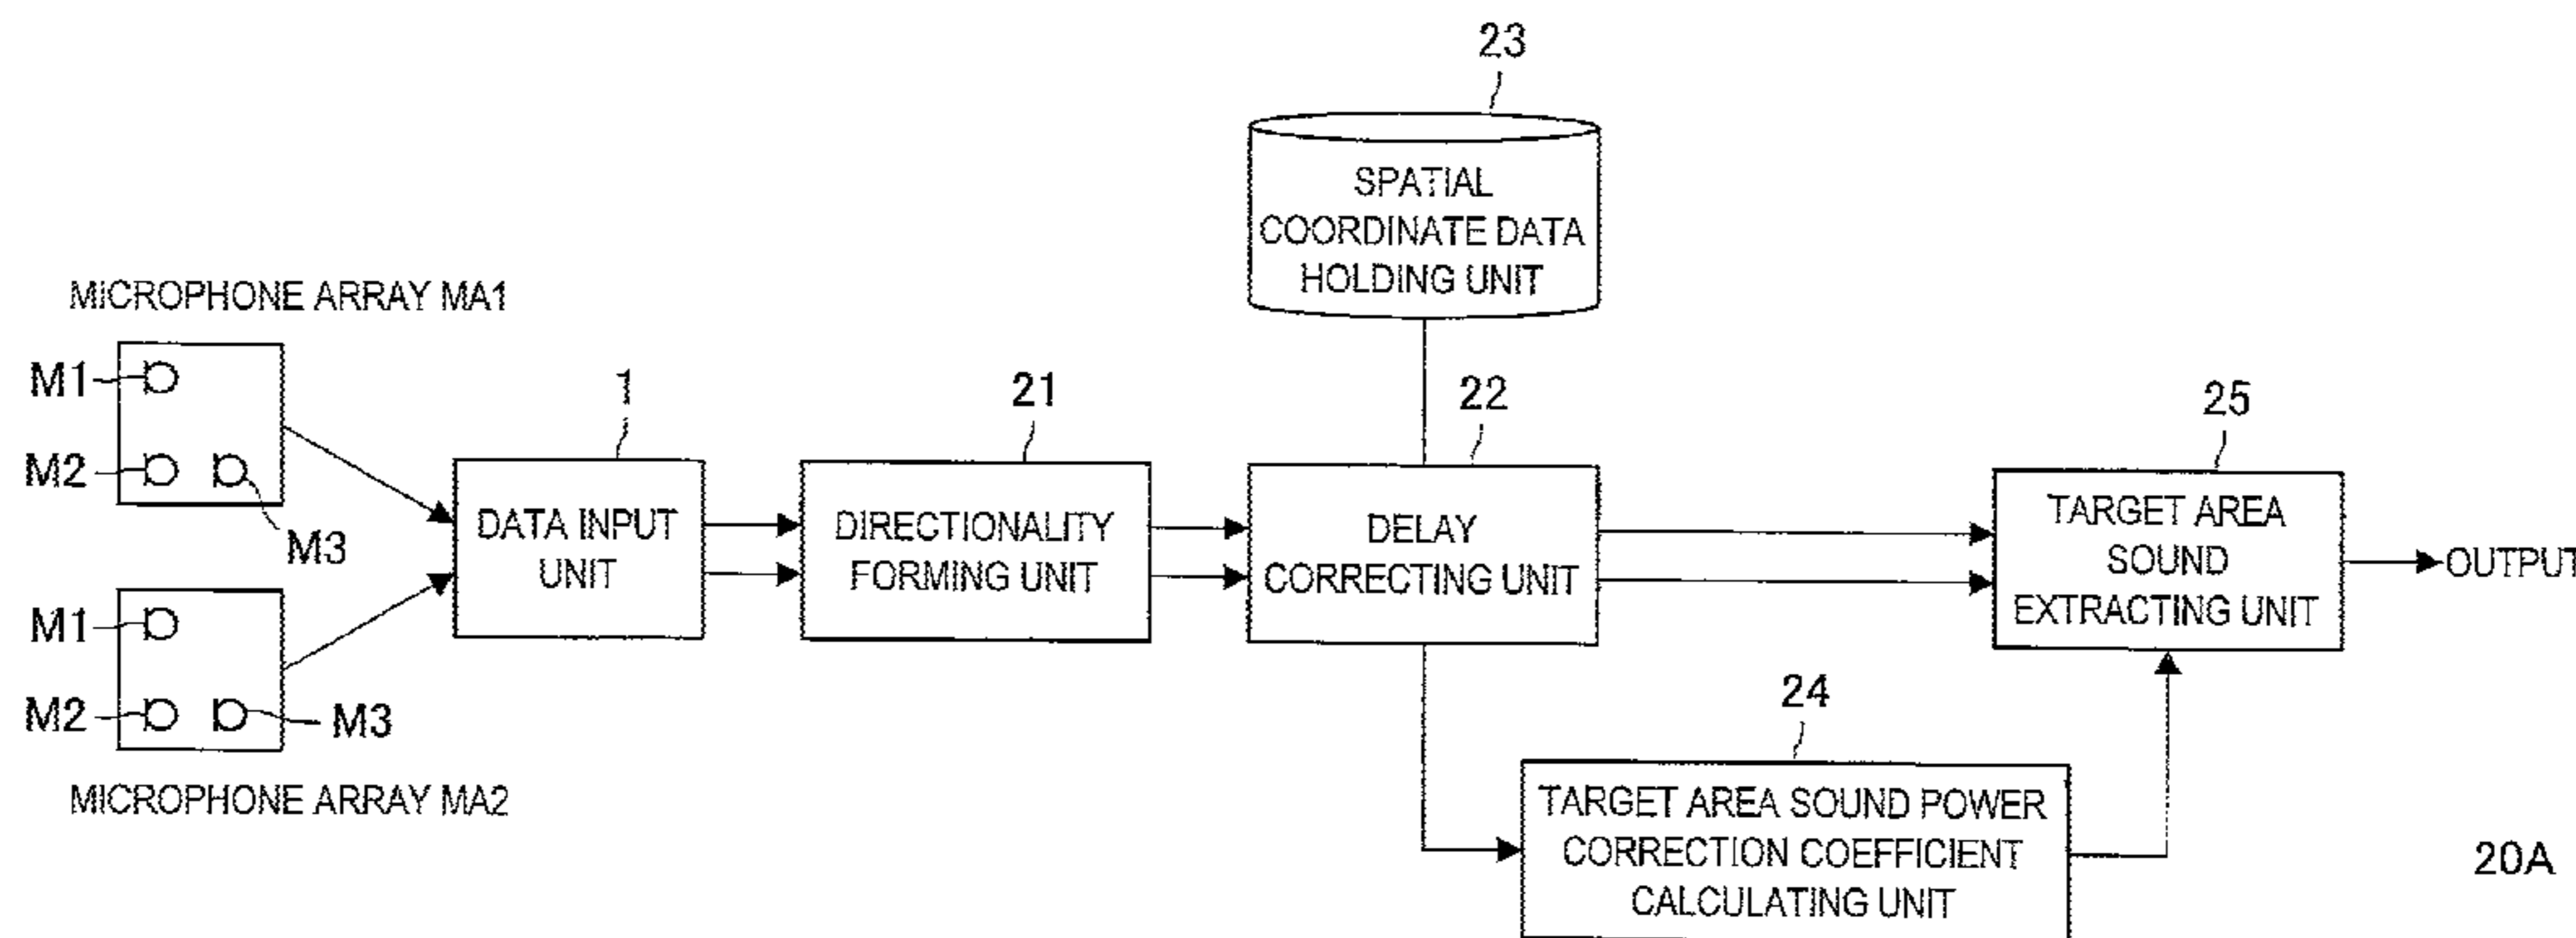 23
SPATIAL
COORDINATE DATA
HOLDING UNIT
MICROPHONE ARRAY MA1
M1
M2
M3
1
DATA INPUT
UNIT
21
DIRECTIONALITY
FORMING UNIT
22
DELAY
CORRECTING UNIT
25
TARGET AREA
SOUND
EXTRACTING UNIT
OUTPUT
M1
M2
M3
MICROPHONE ARRAY MA2
24
TARGET AREA SOUND POWER
CORRECTION COEFFICIENT
CALCULATING UNIT
20A